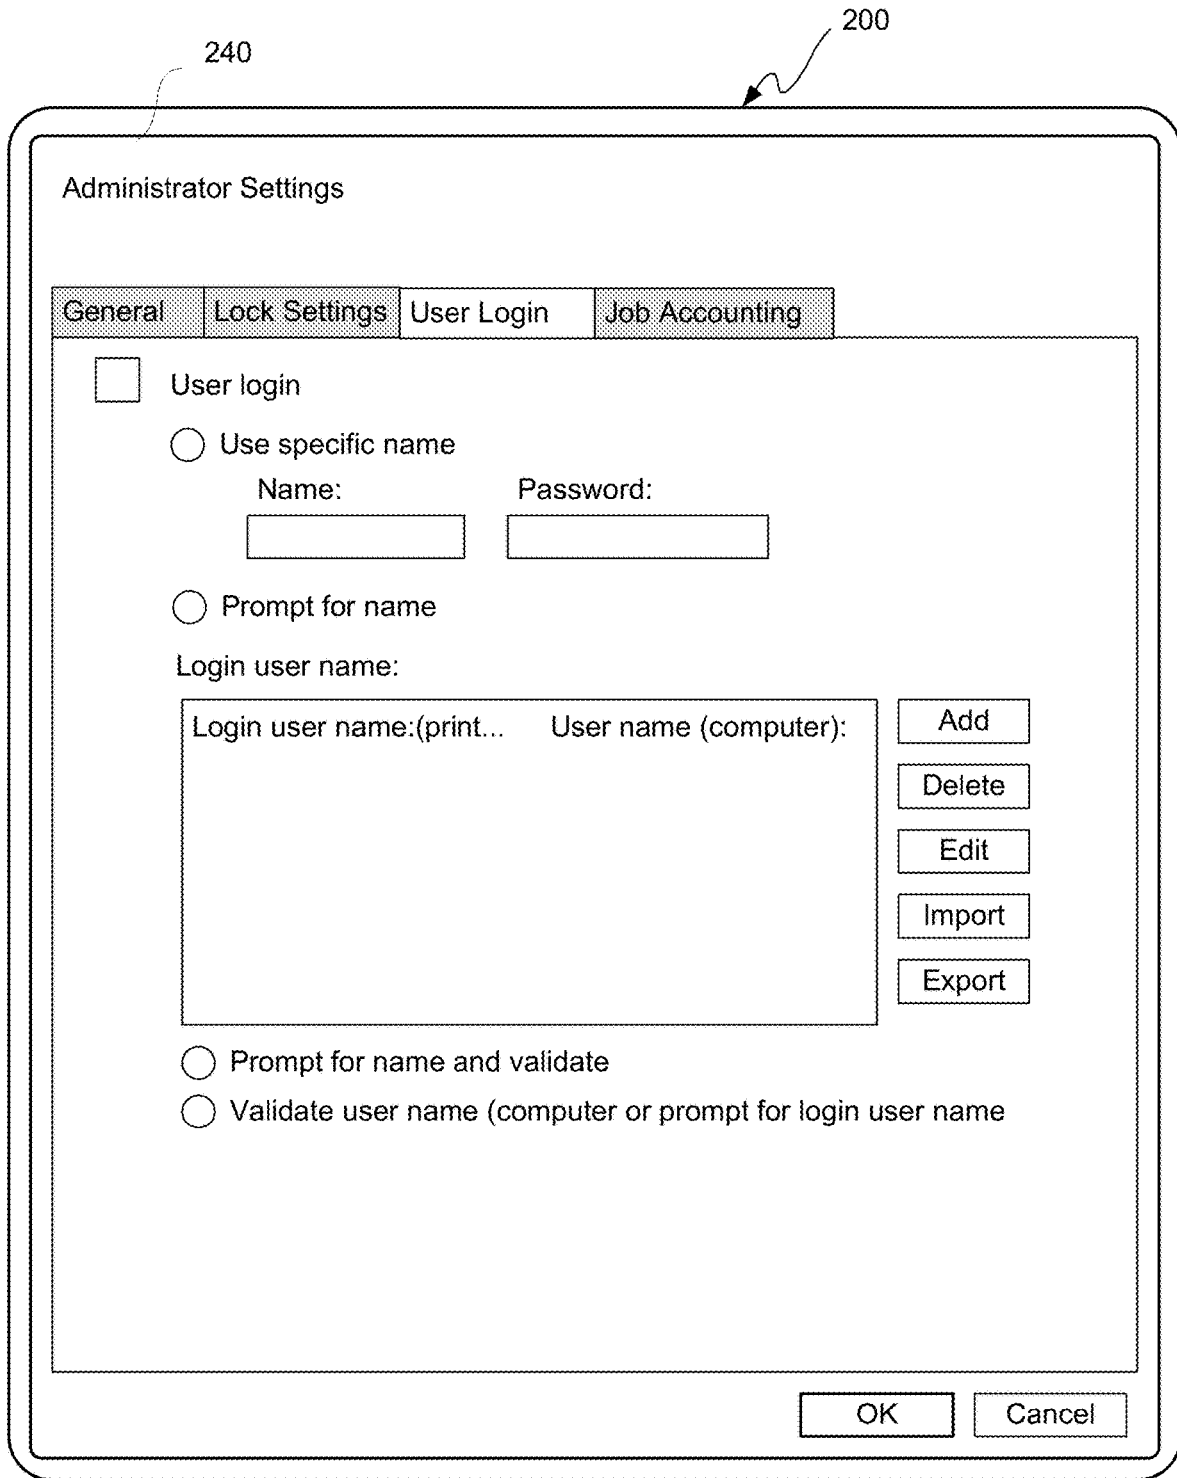 200
240
Administrator Settings
General Lock Settings User Login Job Accounting
User login
Use specific name
Name: Password:
Prompt for name
Login user name:
Login user name:(print... User name (computer):
Add
Delete
Edit
Import
Export
Prompt for name and validate
Validate user name (computer or prompt for login user name
OK Cancel